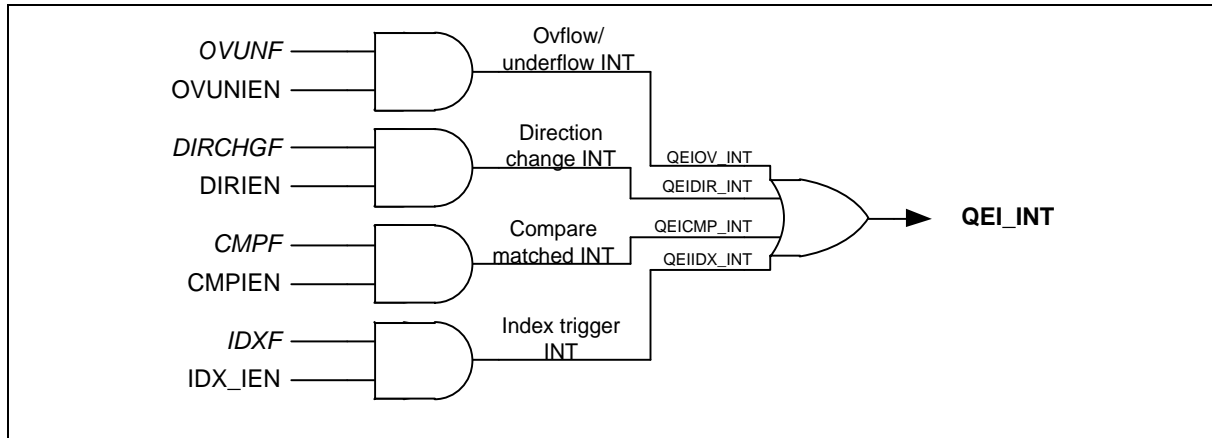 OVUNF
OVUNIEN
Ovflow/
underflow INT
DIRCHGF
DIRIEN
Direction
change INT
CMPF
CMPIEN
Compare
matched INT
IDXF
IDX_IEN
Index trigger
INT
QEIOV_INT
QEIDIR_INT
QEICMP_INT
QEIIDX_INT
QEI_INT